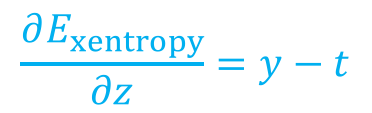 ∂E_xentropy / ∂z = y − t